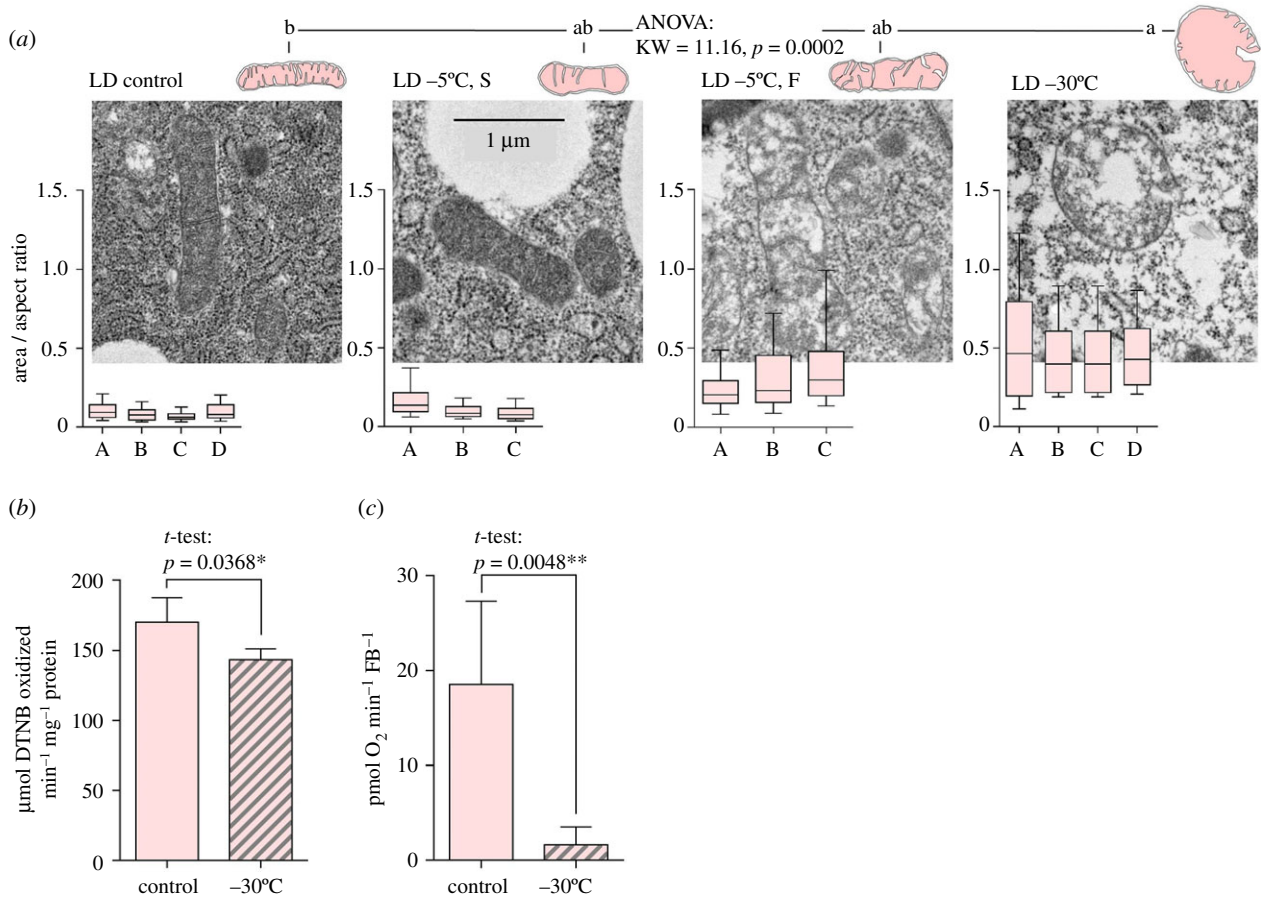 (a)
b
ab
ANOVA:
KW = 11.16, p = 0.0002
ab
a
LD control
LD –5ºC, S
LD –5ºC, F
LD –30ºC
1 µm
area / aspect ratio
1.5.
1.0
0.5
0
A B C D
1.5
1.0
0.5
0
A B C
1.5
1.0
0.5
0
A B C
1.5
1.0
0.5
0
A B C D
(b)
t-test:
p = 0.0368*
µmol DTNB oxidized
min⁻¹ mg⁻¹ protein
200
150
100
50
0
control –30ºC
(c)
t-test:
p = 0.0048**
pmol O₂ min⁻¹ FB⁻¹
30
20
10
0
control –30ºC